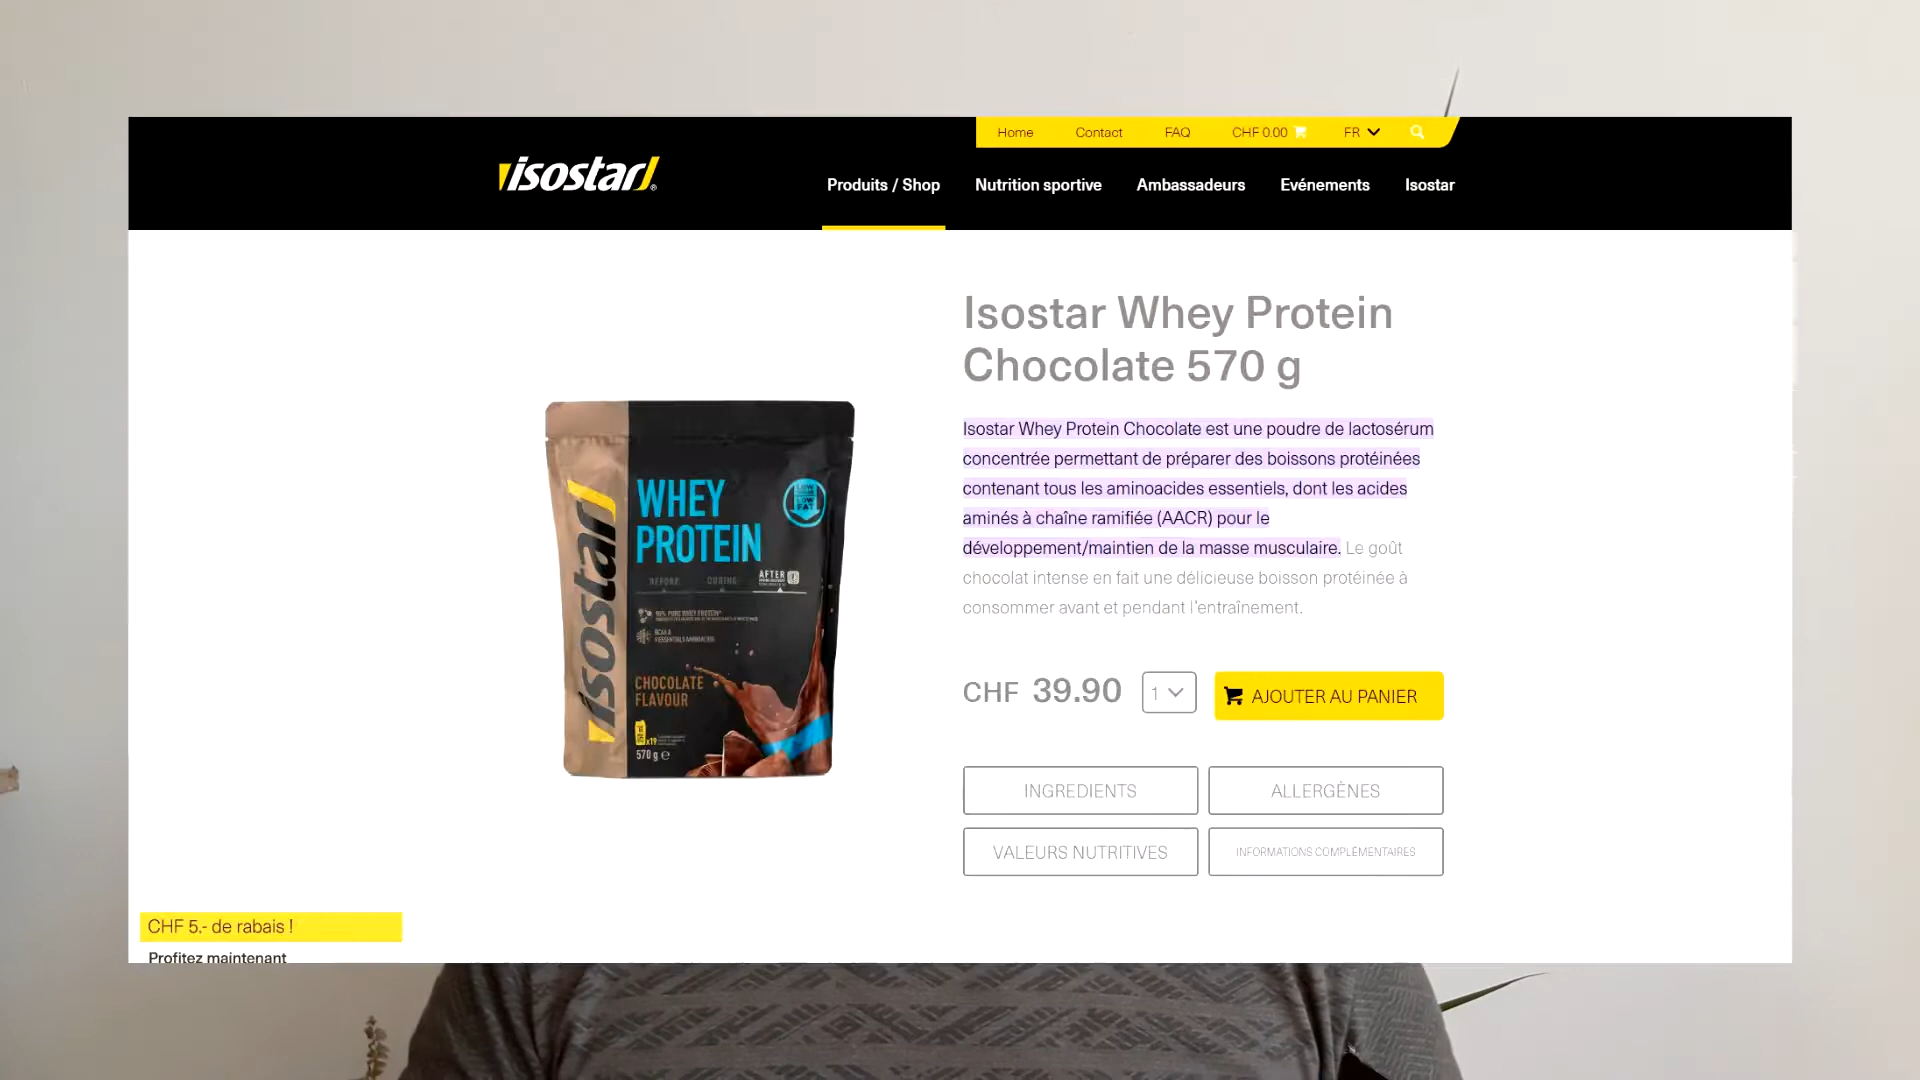 Home Contact FAQ CHF 0.00 FR
isostar
Produits / Shop Nutrition sportive Ambassadeurs Evénements Isostar
Isostar Whey Protein
Chocolate 570 g
Isostar Whey Protein Chocolate est une poudre de lactosérum
concentrée permettant de préparer des boissons protéinées
contenant tous les aminoacides essentiels, dont les acides
aminés à chaîne ramifiée (AACR) pour le
développement/maintien de la masse musculaire. Le goût
chocolat intense en fait une délicieuse boisson protéinée à
consommer avant et pendant l'entraînement.
isostar
WHEY
PROTEIN
LOW
FAT
BEFORE DURING AFTER
CHOCOLATE
FLAVOUR
x19
570 g e
CHF 39.90 1 AJOUTER AU PANIER
INGREDIENTS ALLERGÈNES
VALEURS NUTRITIVES INFORMATIONS COMPLÉMENTAIRES
CHF 5.- de rabais !
Profitez maintenant